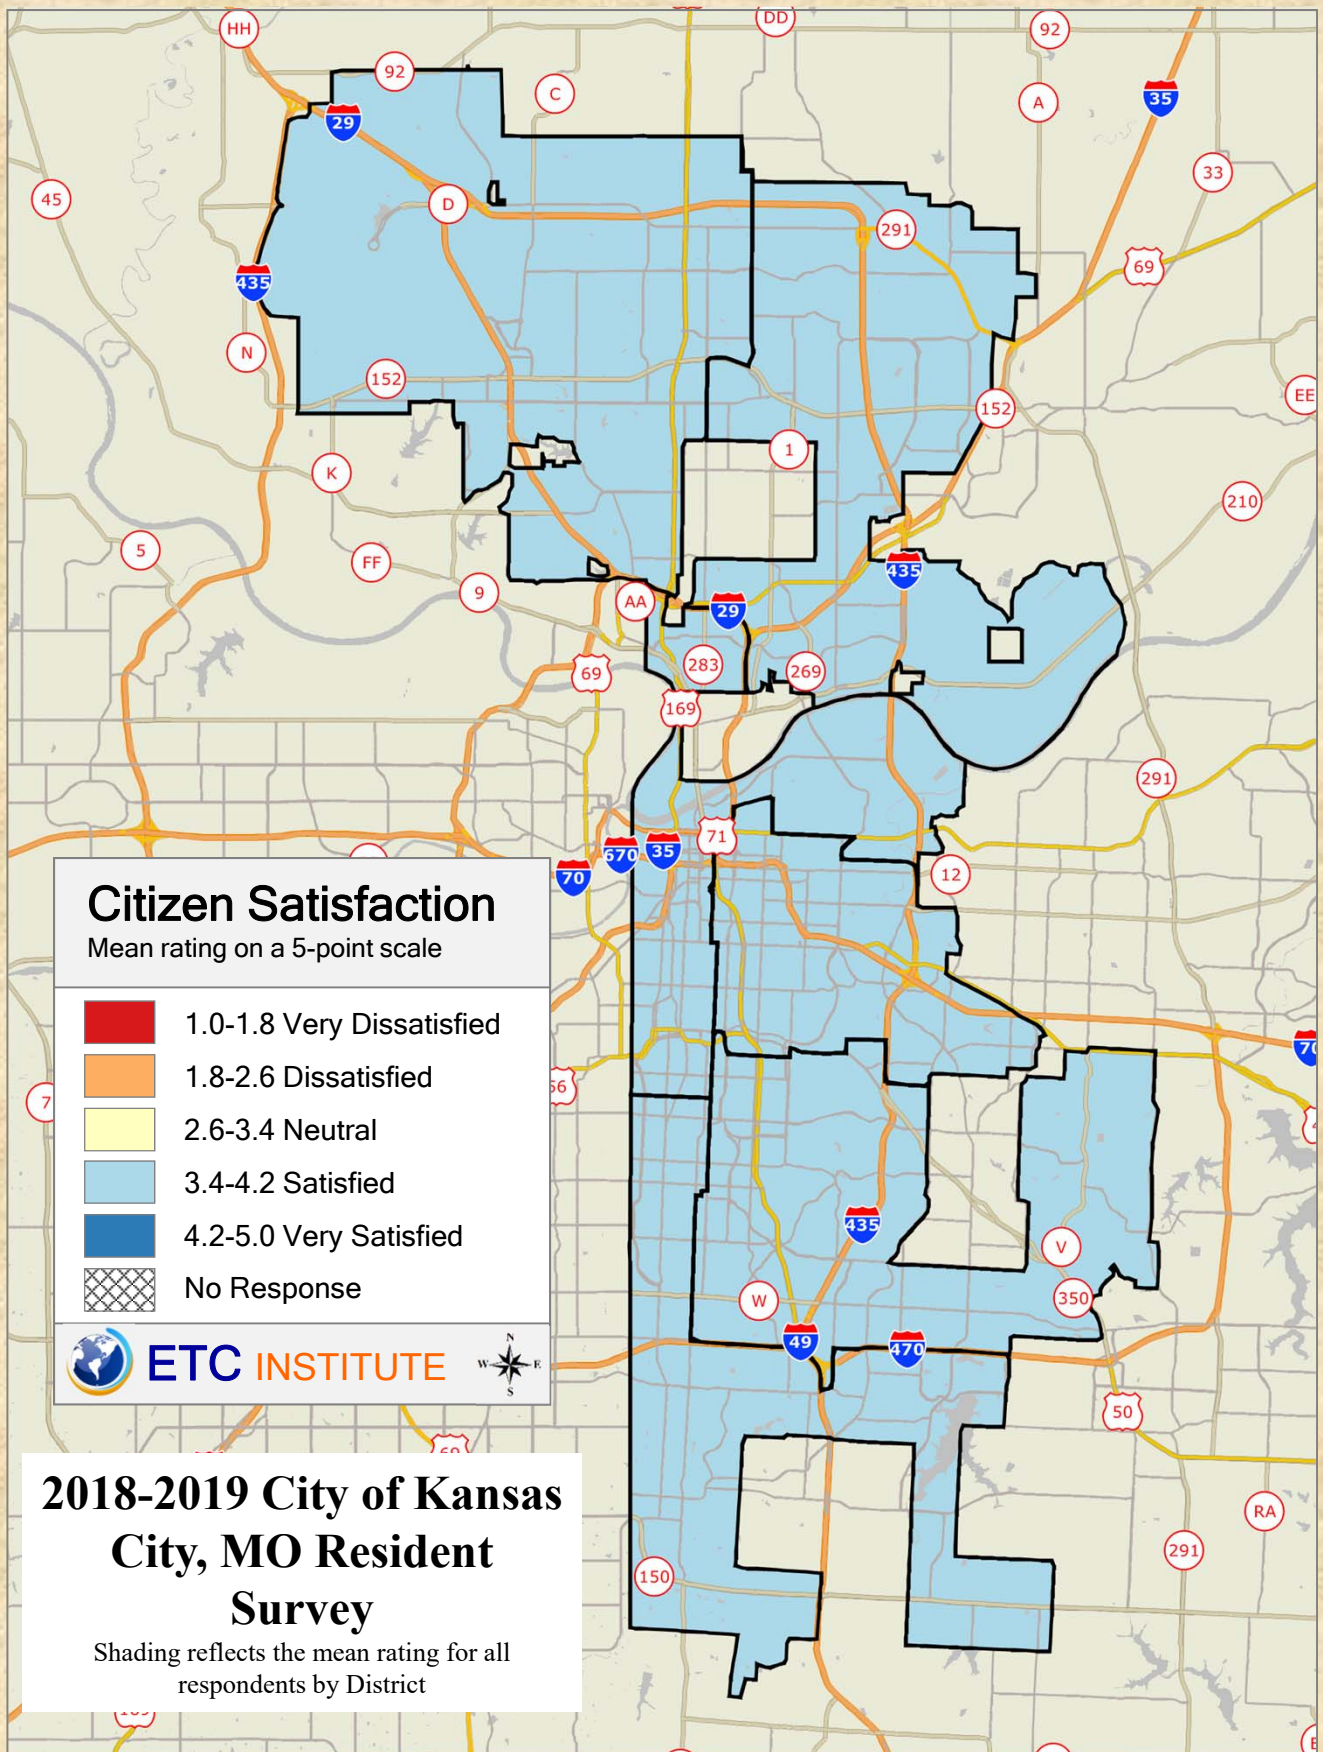 HH
DD
92
92
C
A
35
29
33
45
D
291
69
435
N
152
EE
152
1
K
210
5
FF
435
9
AA
29
283
269
69
169
291
71
670
35
70
12
Citizen Satisfaction
Mean rating on a 5-point scale
1.0-1.8 Very Dissatisfied
1.8-2.6 Dissatisfied
2.6-3.4 Neutral
3.4-4.2 Satisfied
4.2-5.0 Very Satisfied
No Response
ETC INSTITUTE
N
W
E
S
70
56
7
435
V
W
350
49
470
50
69
2018-2019 City of Kansas
City, MO Resident
Survey
Shading reflects the mean rating for all
respondents by District
RA
291
150
169